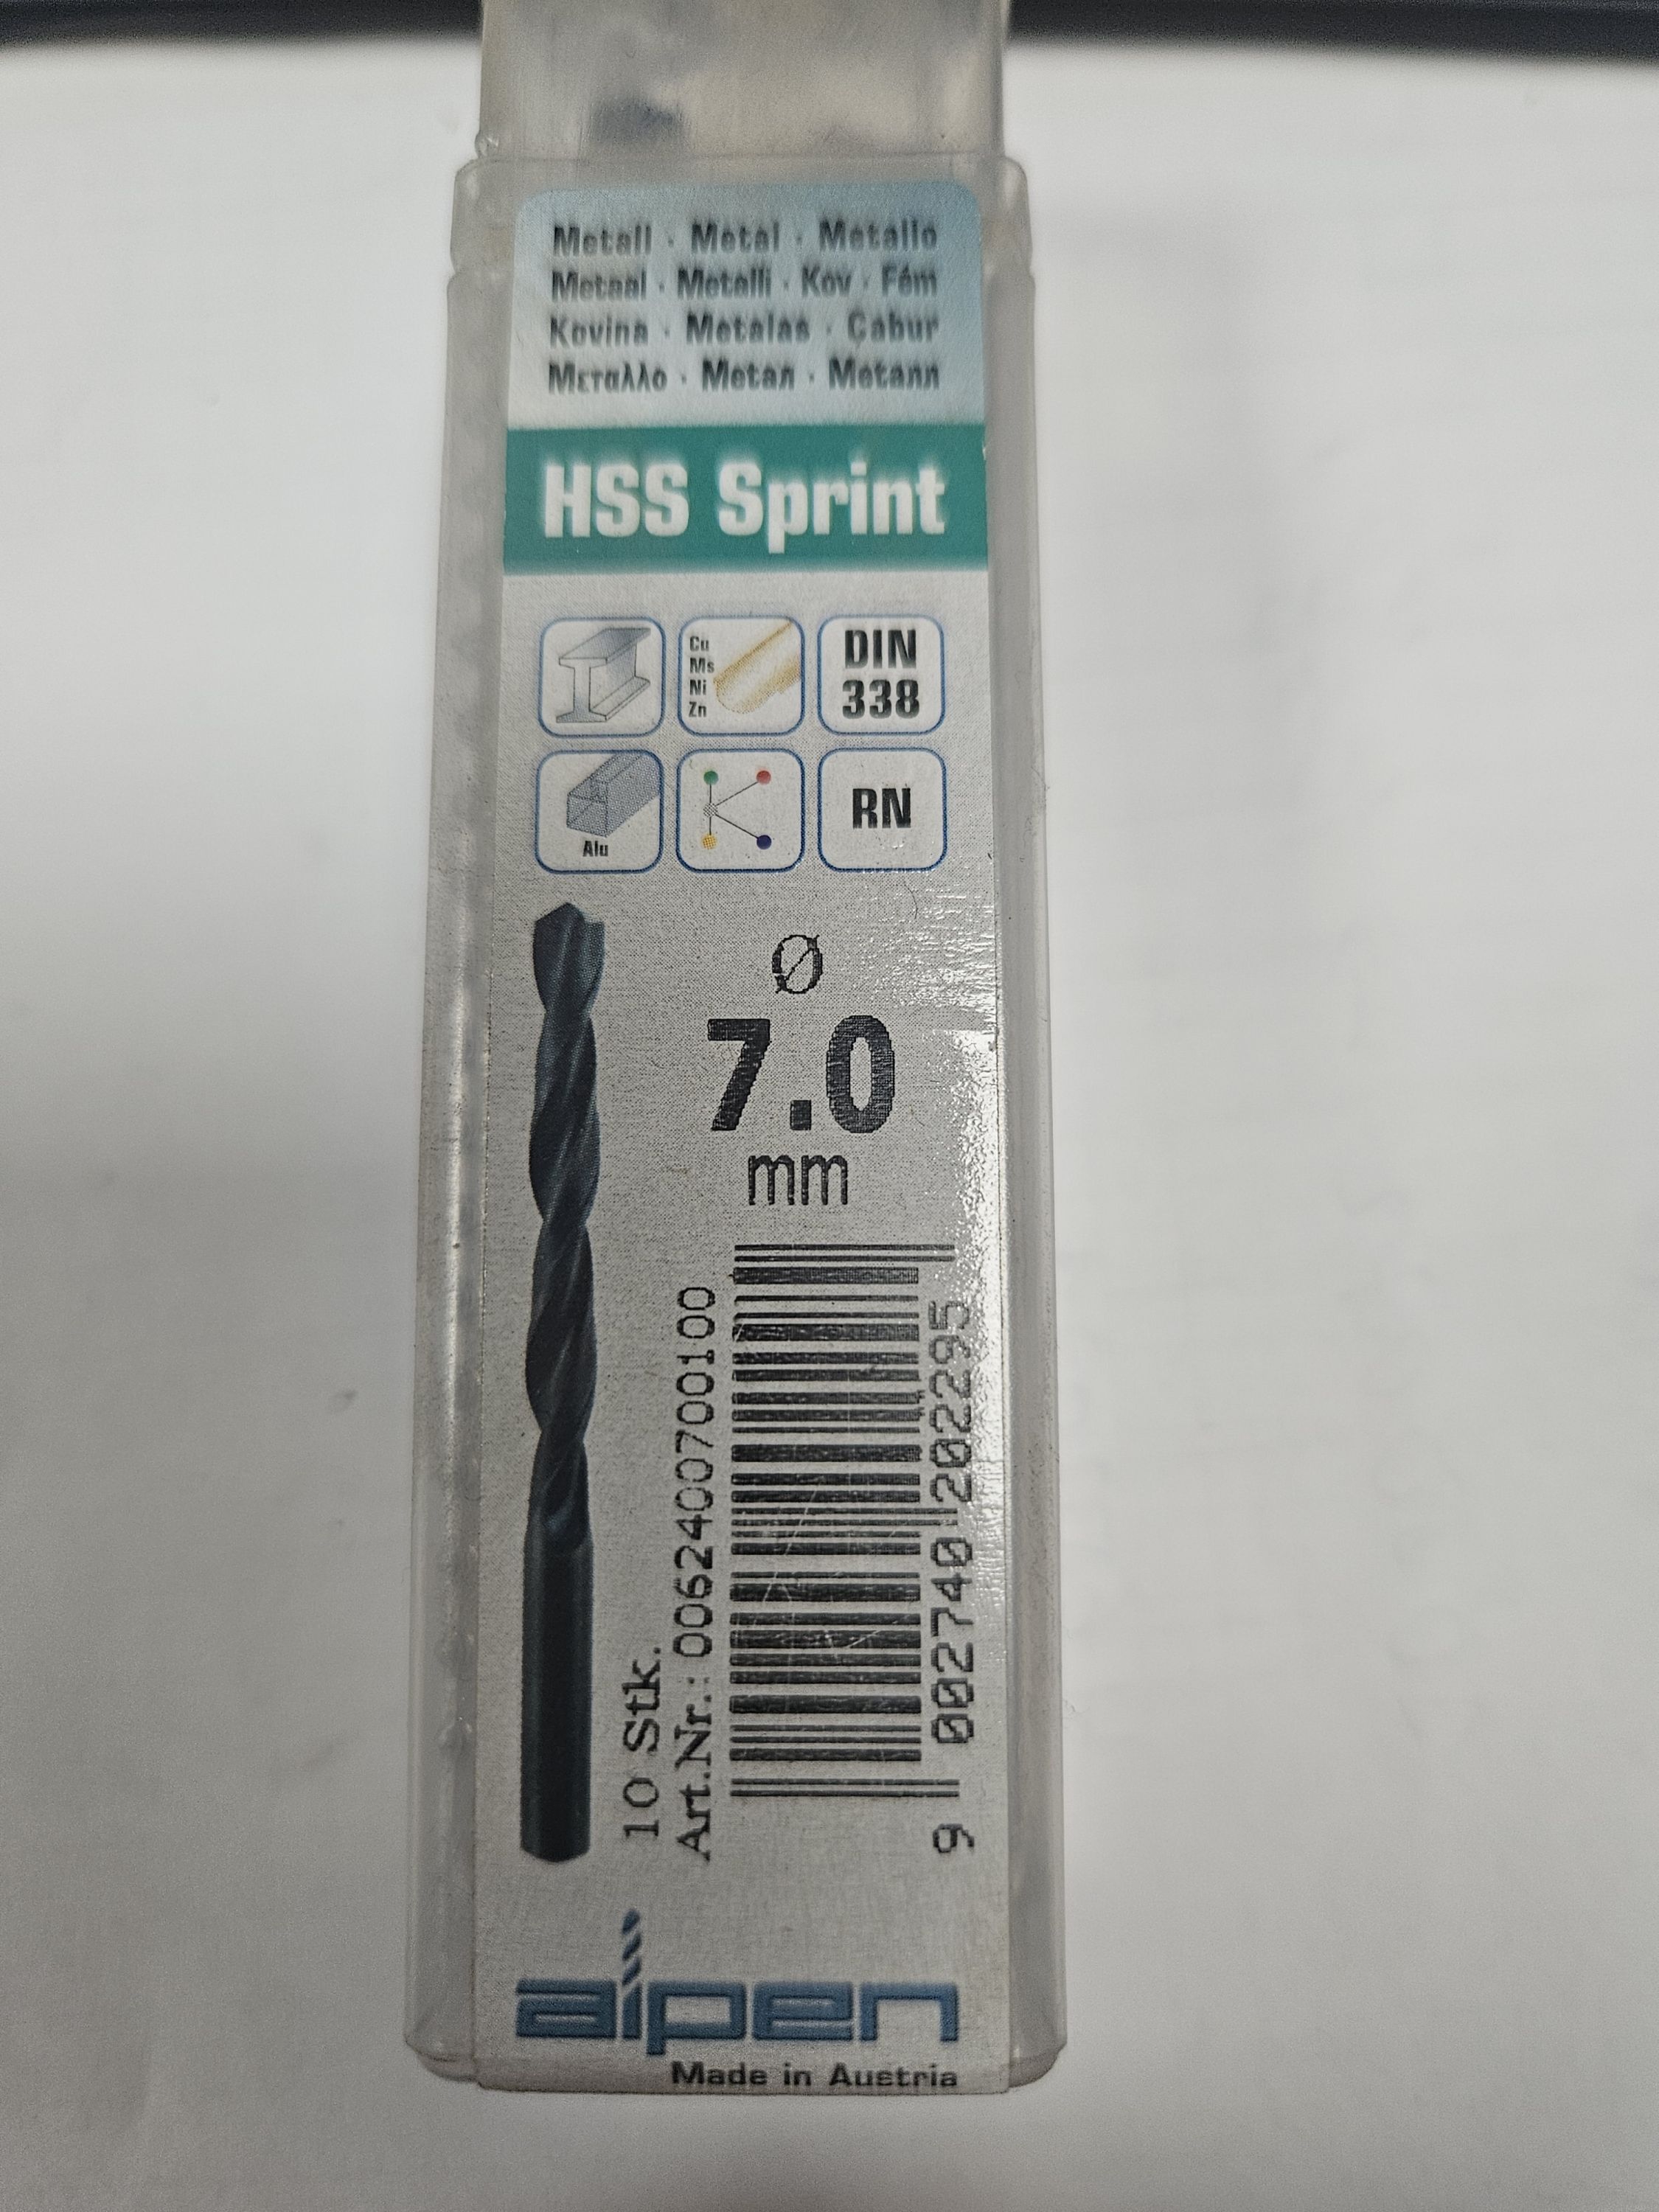 Metall · Metal · Metallo
Metaal · Metalli · Kov · Fém
Kovina · Metalas · Cabur
Μεταλλο · Метал · Металл
HSS Sprint
Cu
Ms
Ni
Zn
DIN
338
Alu
RN
Ø
7.0
mm
10 Stk.
Art.Nr.: 0062400700100
9 002740 202295
alpen
Made in Austria